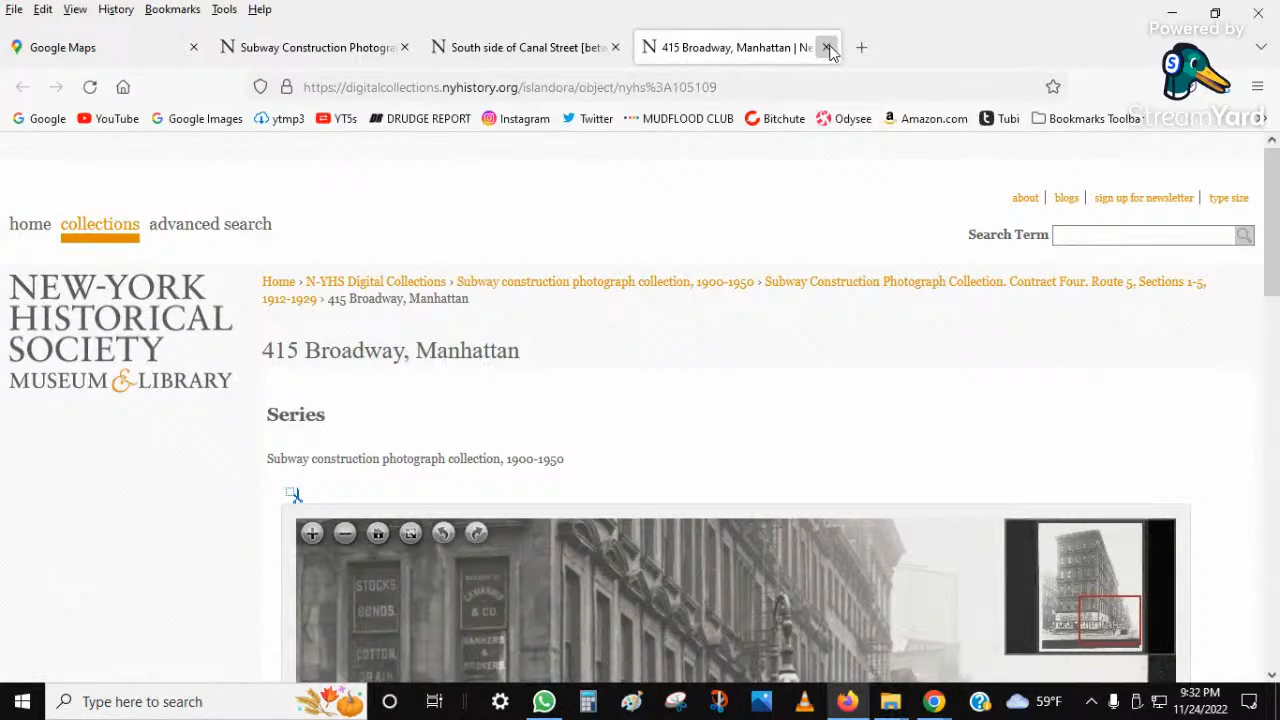 File Edit View History Bookmarks Tools Help
Powered by
Google Maps
Subway Construction Photogra
South side of Canal Street [betw
415 Broadway, Manhattan | Ne
StreamYard
https://digitalcollections.nyhistory.org/islandora/object/nyhs%3A105109
Google YouTube Google Images ytmp3 YT5s DRUDGE REPORT Instagram Twitter MUDFLOOD CLUB Bitchute Odysee Amazon.com Tubi Bookmarks Toolbar
about blogs sign up for newsletter type size
home collections advanced search
Search Term
NEW-YORK
HISTORICAL
SOCIETY
MUSEUM & LIBRARY
Home › N-YHS Digital Collections › Subway construction photograph collection, 1900-1950 › Subway Construction Photograph Collection. Contract Four. Route 5, Sections 1-5,
1912-1929 › 415 Broadway, Manhattan
415 Broadway, Manhattan
Series
Subway construction photograph collection, 1900-1950
STOCKS.
BONDS.
COTTON.
& CO.
BANKERS
& BROKERS.
Type here to search
59°F
9:32 PM
11/24/2022